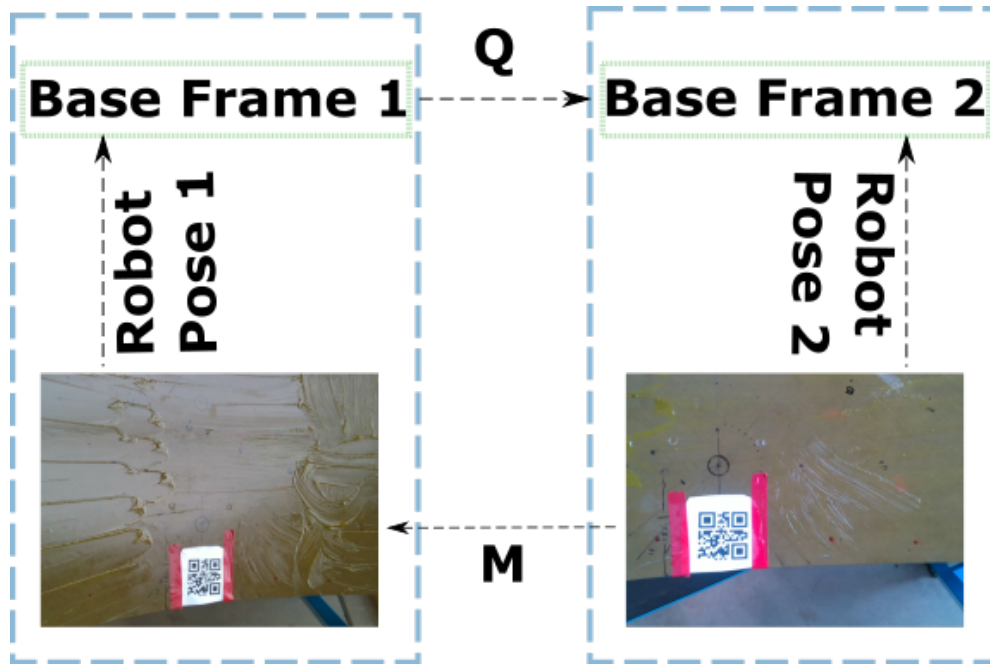 Q
Base Frame 1
Base Frame 2
Robot
Pose 1
Robot
Pose 2
M